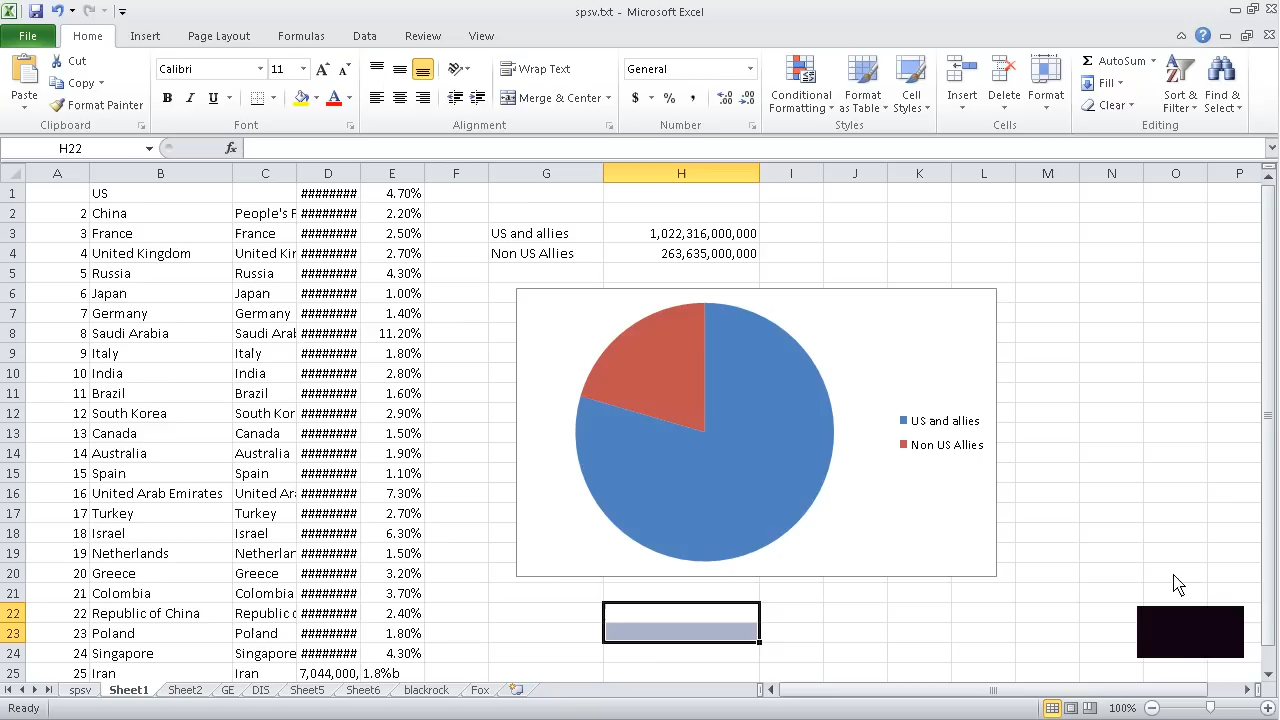 spsv.txt - Microsoft Excel
File Home Insert Page Layout Formulas Data Review View
Paste
Cut
Copy
Format Painter
Clipboard
Calibri 11
B I U
Font
Wrap Text
Merge & Center
Alignment
General
$ % ,
Number
Conditional Formatting
Format as Table
Cell Styles
Styles
Insert Delete Format
Cells
AutoSum
Fill
Clear
Sort & Filter
Find & Select
Editing
H22 fx
A B C D E F G H I J K L M N O P
1 US ######## 4.70%
2 2 China People's F ######## 2.20%
3 3 France France ######## 2.50% US and allies 1,022,316,000,000
4 4 United Kingdom United Kir ######## 2.70% Non US Allies 263,635,000,000
5 5 Russia Russia ######## 4.30%
6 6 Japan Japan ######## 1.00%
7 7 Germany Germany ######## 1.40%
8 8 Saudi Arabia Saudi Arab ######## 11.20%
9 9 Italy Italy ######## 1.80%
10 10 India India ######## 2.80%
11 11 Brazil Brazil ######## 1.60%
12 12 South Korea South Kor ######## 2.90%
13 13 Canada Canada ######## 1.50%
14 14 Australia Australia ######## 1.90%
15 15 Spain Spain ######## 1.10%
16 16 United Arab Emirates United Ara ######## 7.30%
17 17 Turkey Turkey ######## 2.70%
18 18 Israel Israel ######## 6.30%
19 19 Netherlands Netherlan ######## 1.50%
20 20 Greece Greece ######## 3.20%
21 21 Colombia Colombia ######## 3.70%
22 22 Republic of China Republic o ######## 2.40%
23 23 Poland Poland ######## 1.80%
24 24 Singapore Singapore ######## 4.30%
25 25 Iran Iran 7,044,000, 1.8%b
US and allies
Non US Allies
spsv Sheet1 Sheet2 GE DIS Sheet5 Sheet6 blackrock Fox
Ready 100%